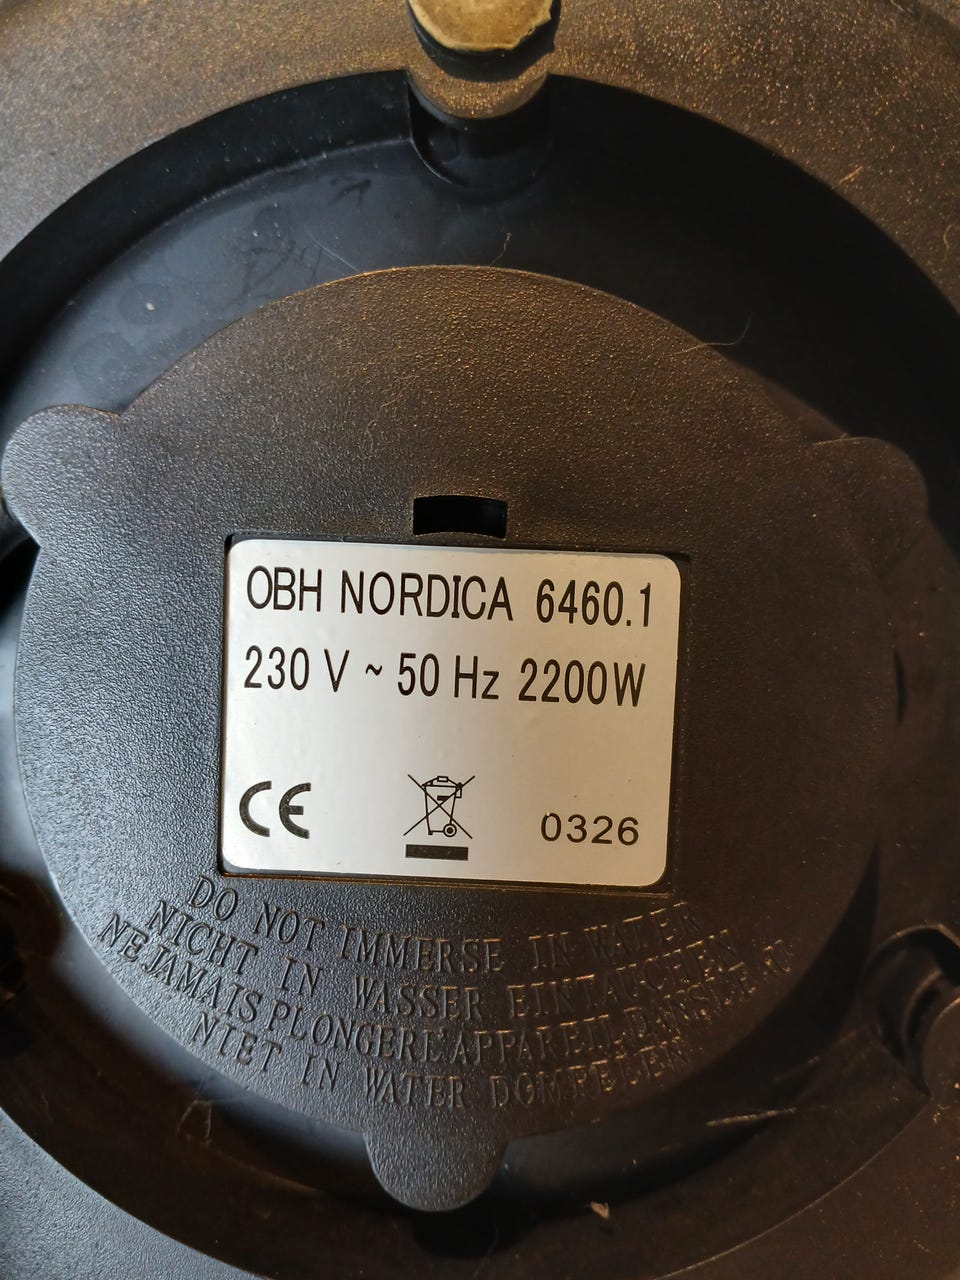 OBH NORDICA 6460.1
230 V ~ 50 Hz 2200W
CE
0326
DO NOT IMMERSE IN WATER
NICHT IN WASSER EINTAUCHEN
NE JAMAIS PLONGER L'APPAREIL DANS L'EAU
NIET IN WATER DOMPELEN